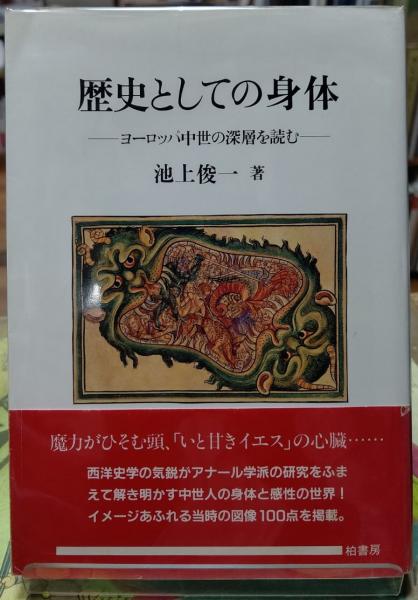 歴史としての身体
―ヨーロッパ中世の深層を読む―
池上俊一 著
魔力がひそむ頭、「いと甘きイエス」の心臓……
西洋史学の気鋭がアナール学派の研究をふま
えて解き明かす中世人の身体と感性の世界!
イメージあふれる当時の図像100点を掲載。
柏書房